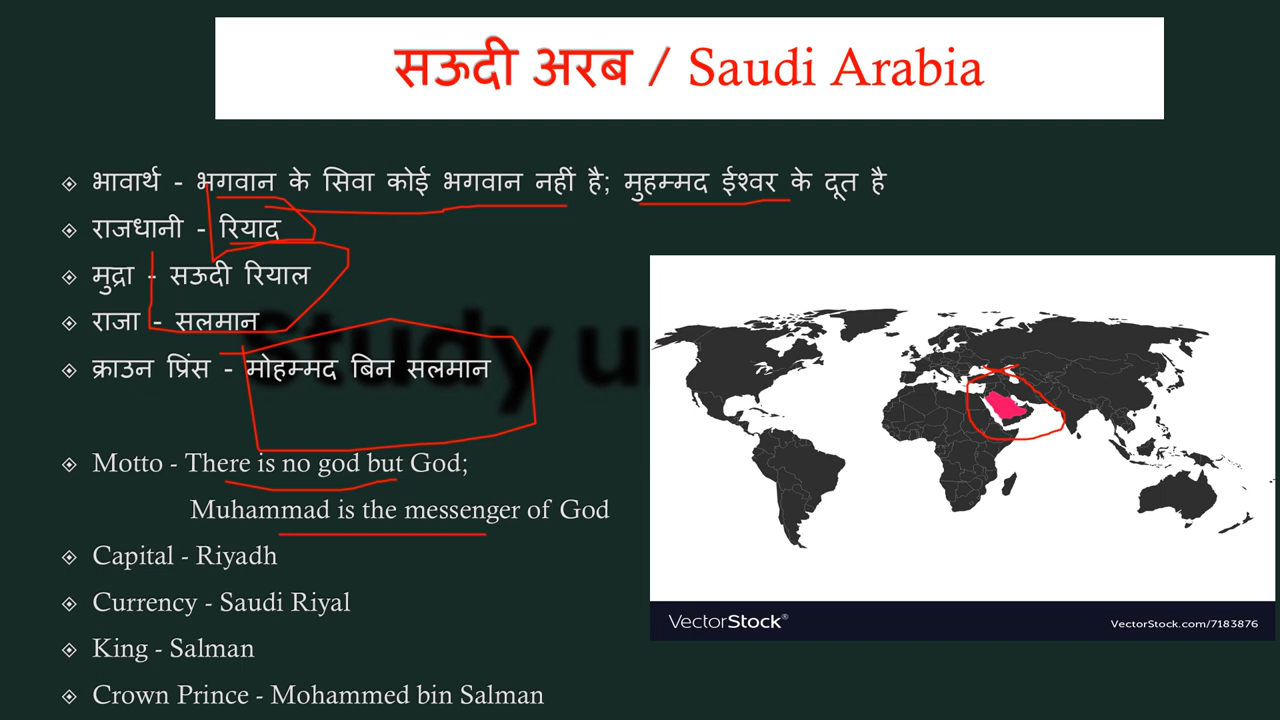 सऊदी अरब / Saudi Arabia
भावार्थ - भगवान के सिवा कोई भगवान नहीं है; मुहम्मद ईश्वर के दूत है
राजधानी - रियाद
मुद्रा - सऊदी रियाल
राजा - सलमान
क्राउन प्रिंस - मोहम्मद बिन सलमान
Study u
Motto - There is no god but God;
Muhammad is the messenger of God
Capital - Riyadh
Currency - Saudi Riyal
King - Salman
Crown Prince - Mohammed bin Salman
VectorStock®
VectorStock.com/7183876